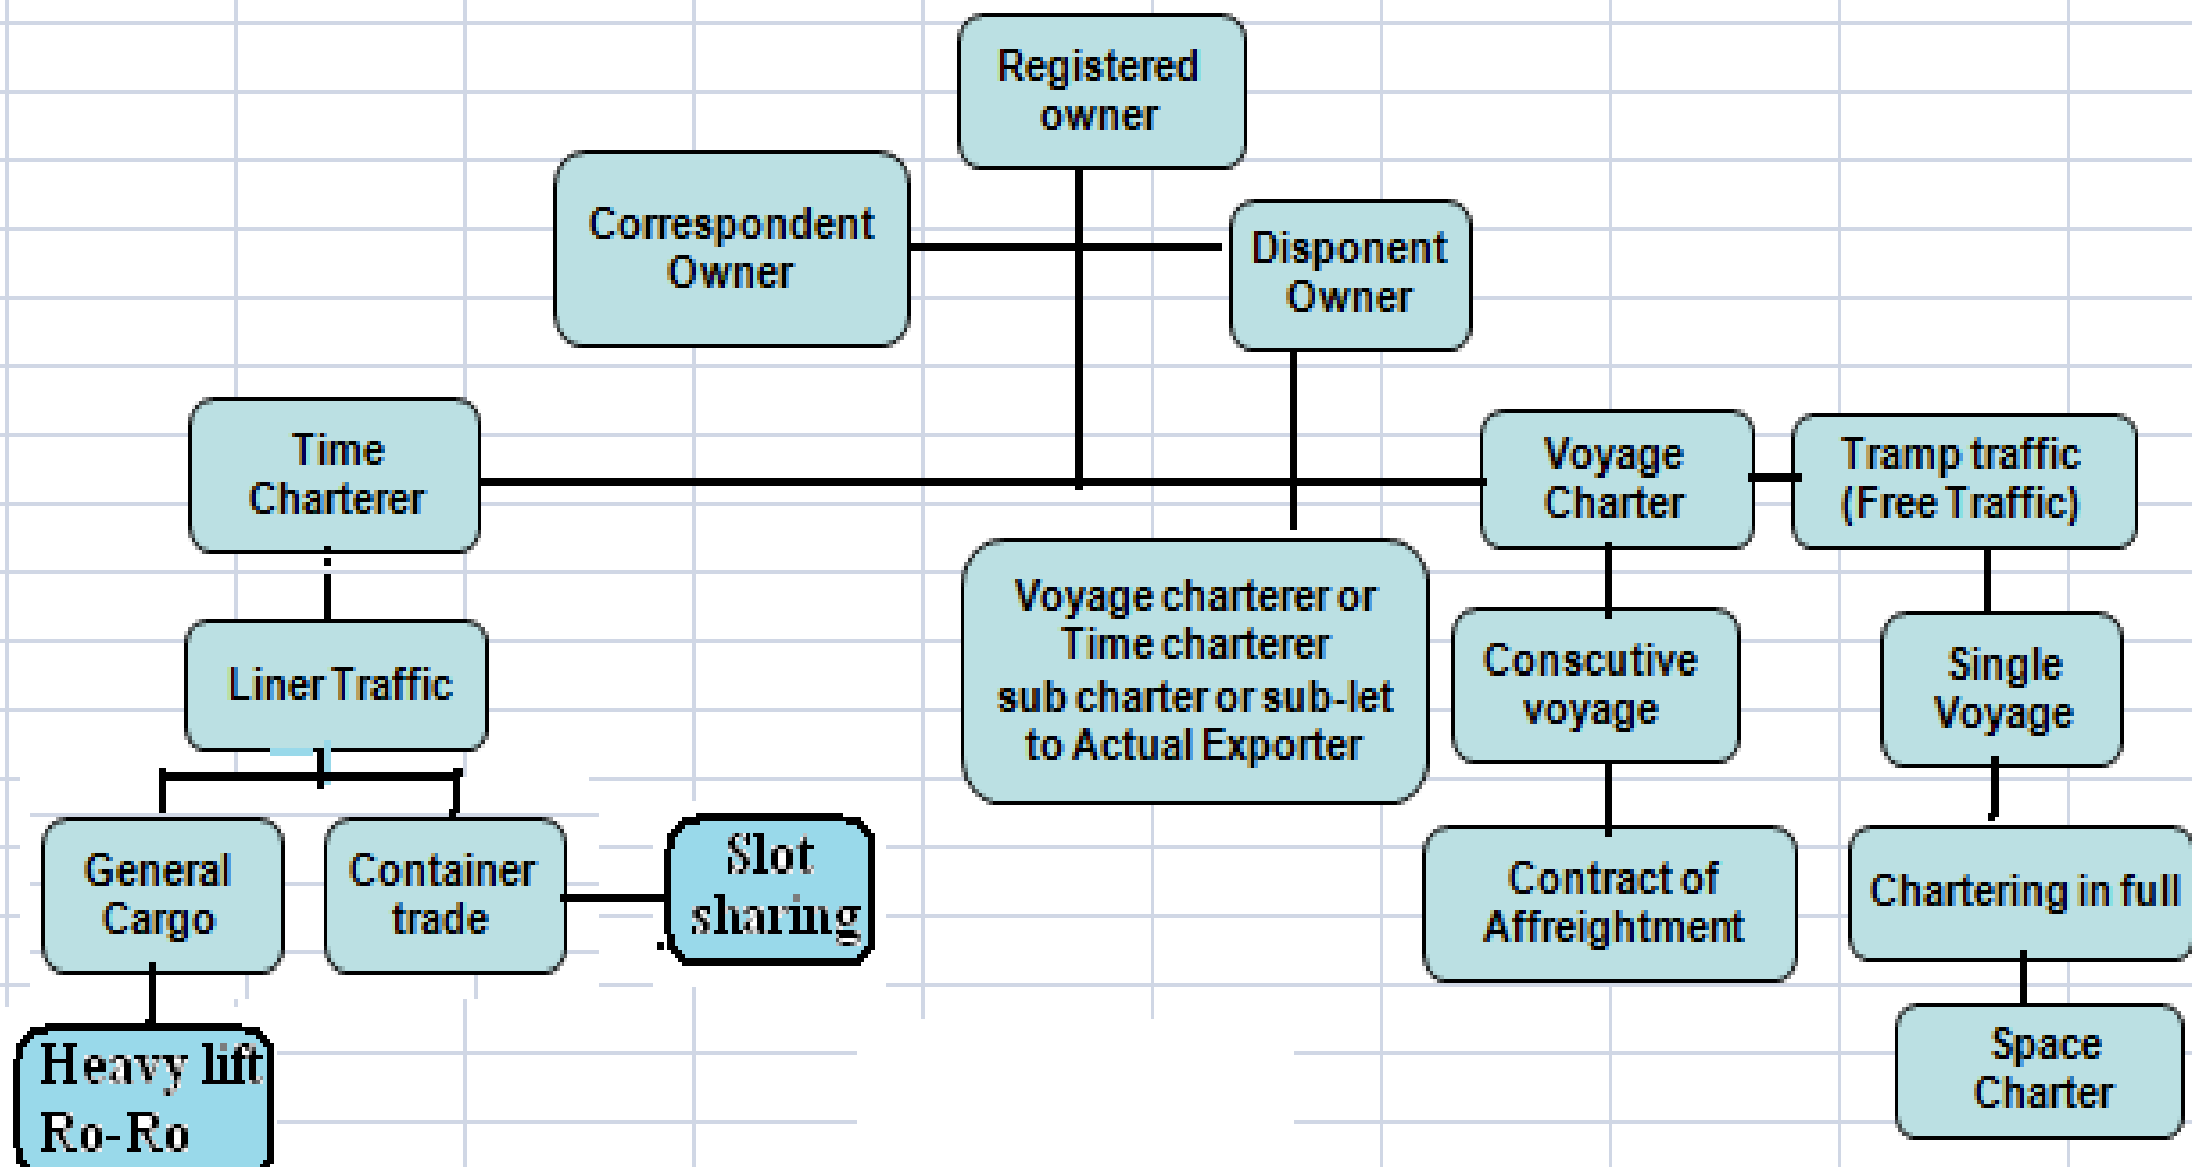 Registered
owner
Correspondent
Owner
Disponent
Owner
Time
Charterer
Voyage
Charter
Tramp traffic
(Free Traffic)
Liner Traffic
Voyage charterer or
Time charterer
sub charter or sub-let
to Actual Exporter
Conscutive
voyage
Single
Voyage
General
Cargo
Container
trade
Slot
sharing
Contract of
Affreightment
Chartering in full
Heavy lift
Ro-Ro
Space
Charter